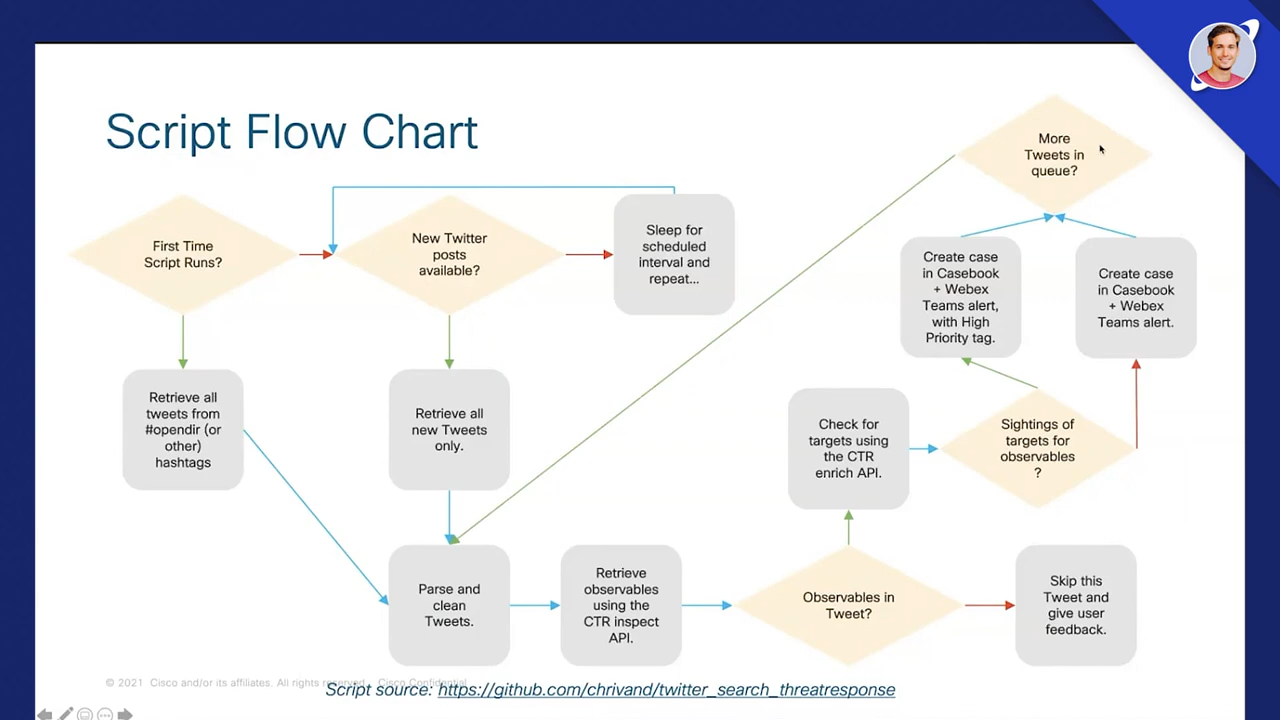 Script Flow Chart
More
Tweets in
queue?
First Time
Script Runs?
New Twitter
posts
available?
Sleep for
scheduled
interval and
repeat...
Create case
in Casebook
+ Webex
Teams alert,
with High
Priority tag.
Create case
in Casebook
+ Webex
Teams alert.
Retrieve all
tweets from
#opendir (or
other)
hashtags
Retrieve all
new Tweets
only.
Check for
targets using
the CTR
enrich API.
Sightings of
targets for
observables
?
Parse and
clean
Tweets.
Retrieve
observables
using the
CTR inspect
API.
Observables in
Tweet?
Skip this
Tweet and
give user
feedback.
© 2021 Cisco and/or its affiliates. All rights reserved. Cisco Confidential
Script source: https://github.com/chrivand/twitter_search_threatresponse